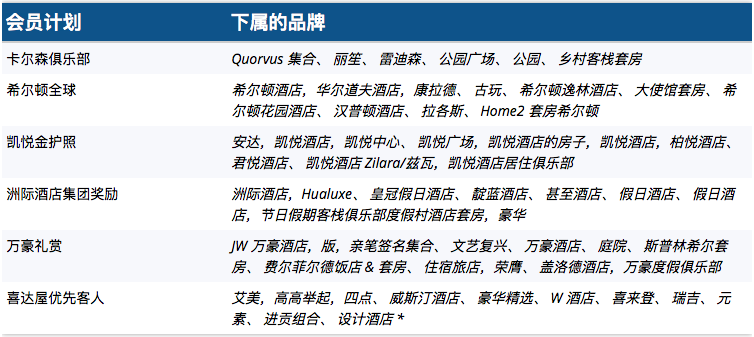 会员计划 下属的品牌
卡尔森俱乐部 Quorvus 集合、 丽笙、 雷迪森、 公园广场、 公园、 乡村客栈套房
希尔顿全球 希尔顿酒店，华尔道夫酒店，康拉德、 古玩、 希尔顿逸林酒店、 大使馆套房、 希
尔顿花园酒店、 汉普顿酒店、 拉各斯、 Home2 套房希尔顿
凯悦金护照 安达，凯悦酒店，凯悦中心、 凯悦广场，凯悦酒店的房子，凯悦酒店，柏悦酒店、
君悦酒店、 凯悦酒店 Zilara/兹瓦，凯悦酒店居住俱乐部
洲际酒店集团奖励 洲际酒店，Hualuxe、 皇冠假日酒店、 靛蓝酒店、 甚至酒店、 假日酒店、 假日酒
店，节日假期客栈俱乐部度假村酒店套房，豪华
万豪礼赏 JW 万豪酒店，版，亲笔签名集合、 文艺复兴、 万豪酒店、 庭院、 斯普林希尔套
房、 费尔菲尔德饭店 & 套房、 住宿旅店，荣膺、 盖洛德酒店，万豪度假俱乐部
喜达屋优先客人 艾美，高高举起，四点、 威斯汀酒店、 豪华精选、 W 酒店、 喜来登、 瑞吉、 元
素、 进贡组合、 设计酒店 *